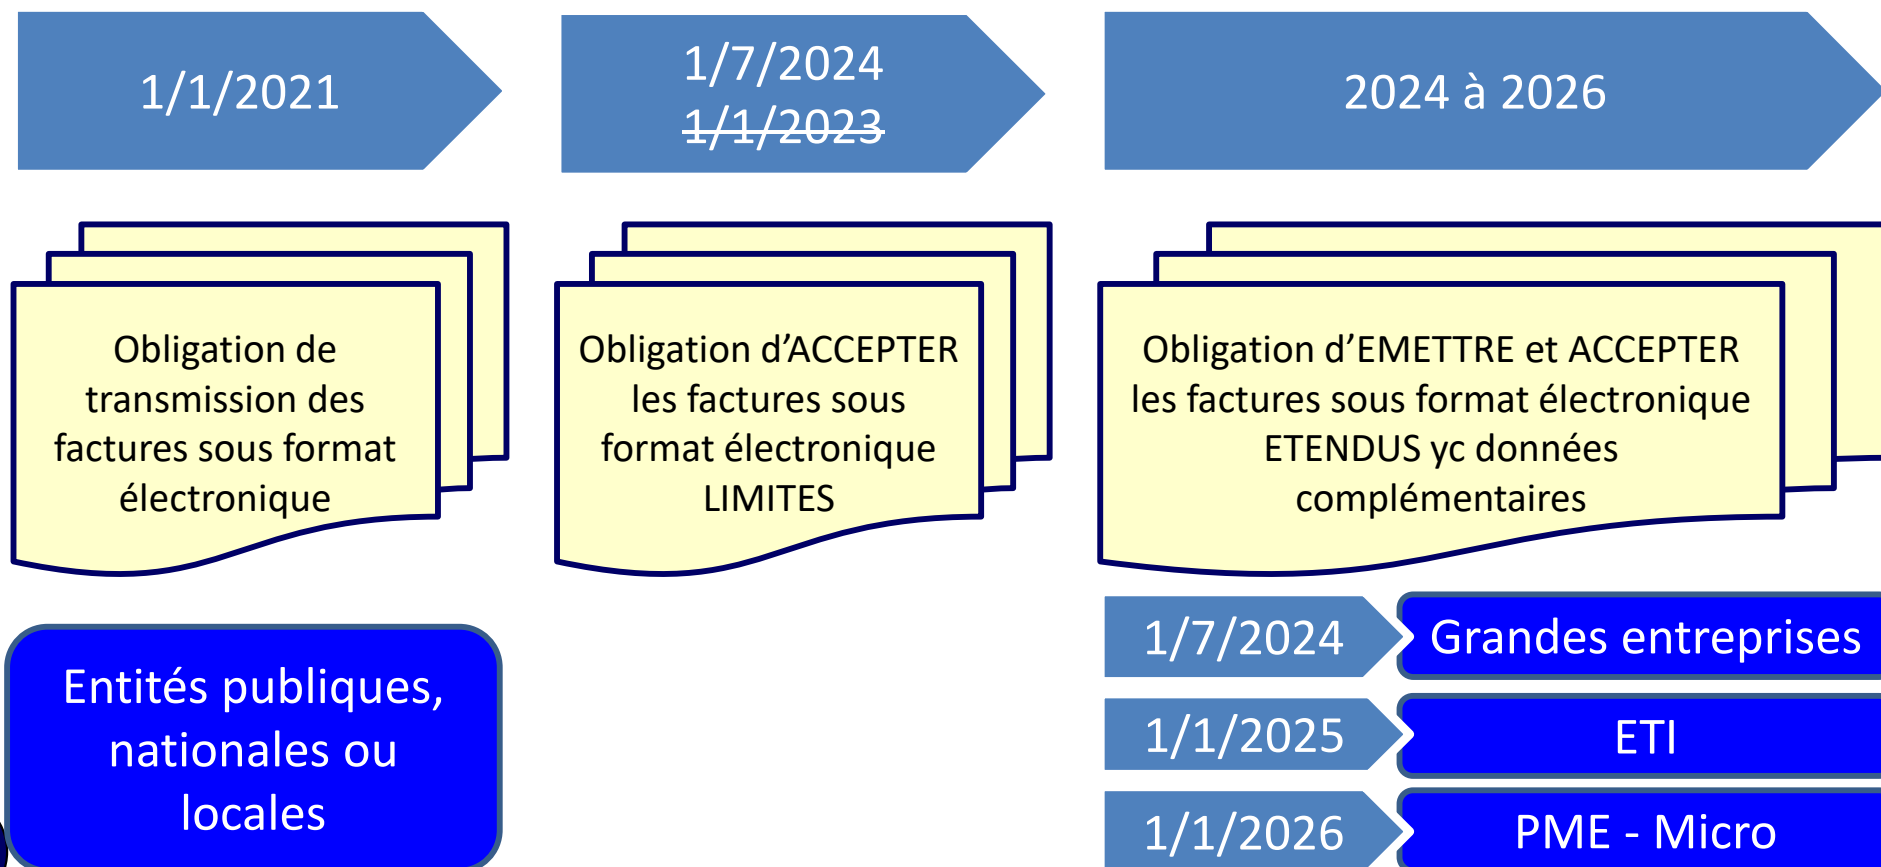 1/1/2021
1/7/2024
1/1/2023
2024 à 2026
Obligation de
transmission des
factures sous format
électronique
Obligation d’ACCEPTER
les factures sous
format électronique
LIMITES
Obligation d’EMETTRE et ACCEPTER
les factures sous format électronique
ETENDUS yc données
complémentaires
Entités publiques,
nationales ou
locales
1/7/2024
Grandes entreprises
1/1/2025
ETI
1/1/2026
PME - Micro